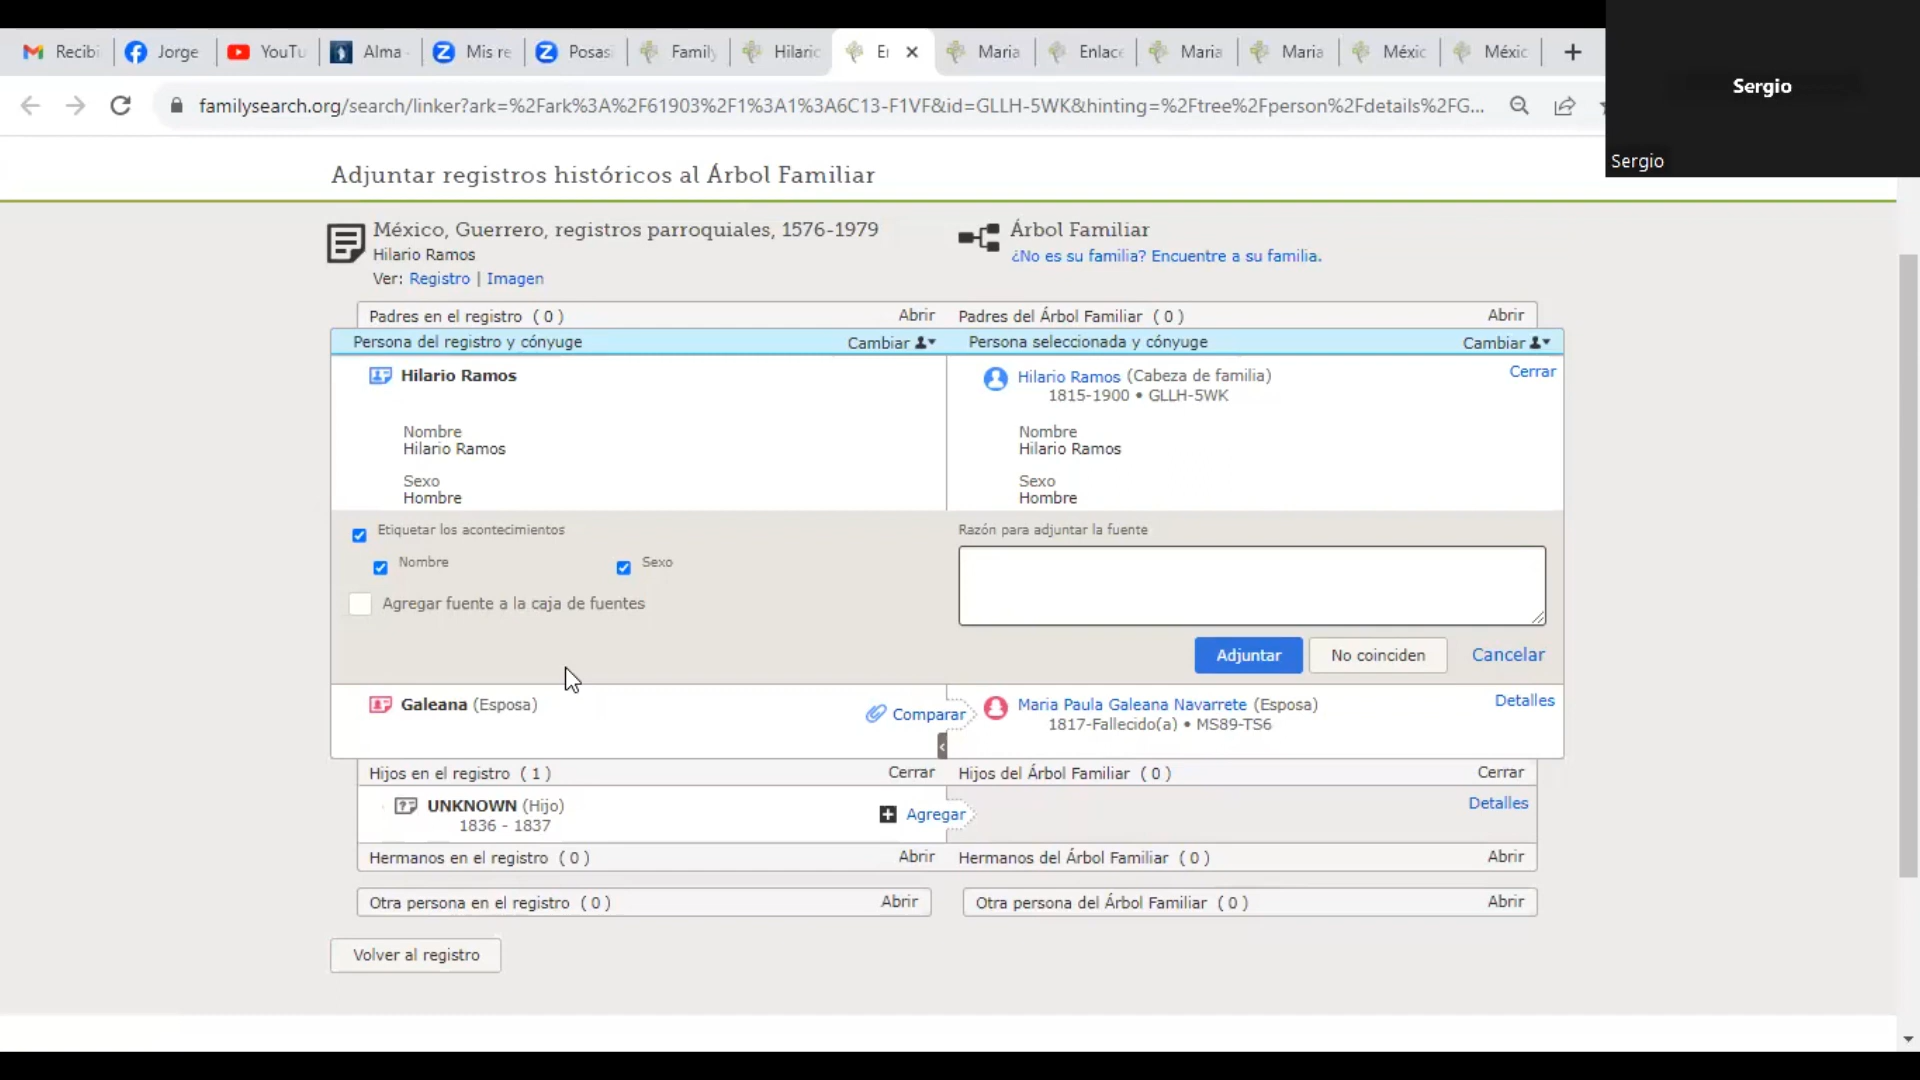 Recibi
Jorge
YouTu
Alma -
Mis re
Posas
Family
Hilaric
Er
Maria
Enlace
Maria
Maria
Méxic
Méxic
familysearch.org/search/linker?ark=%2Fark%3A%2F61903%2F1%3A1%3A6C13-F1VF&id=GLLH-5WK&hinting=%2Ftree%2Fperson%2Fdetails%2FG...
Sergio
Sergio
Adjuntar registros históricos al Árbol Familiar
México, Guerrero, registros parroquiales, 1576-1979
Hilario Ramos
Ver: Registro | Imagen
Árbol Familiar
¿No es su familia? Encuentre a su familia.
Padres en el registro ( 0 ) Abrir
Padres del Árbol Familiar ( 0 ) Abrir
Persona del registro y cónyuge Cambiar
Persona seleccionada y cónyuge Cambiar
Hilario Ramos
Nombre
Hilario Ramos
Sexo
Hombre
Hilario Ramos (Cabeza de familia) Cerrar
1815-1900 • GLLH-5WK
Nombre
Hilario Ramos
Sexo
Hombre
Etiquetar los acontecimientos
Nombre Sexo
Agregar fuente a la caja de fuentes
Razón para adjuntar la fuente
Adjuntar No coinciden Cancelar
Galeana (Esposa) Comparar
Maria Paula Galeana Navarrete (Esposa) Detalles
1817-Fallecido(a) • MS89-TS6
Hijos en el registro ( 1 ) Cerrar
Hijos del Árbol Familiar ( 0 ) Cerrar
UNKNOWN (Hijo) Agregar
1836 - 1837
Detalles
Hermanos en el registro ( 0 ) Abrir
Hermanos del Árbol Familiar ( 0 ) Abrir
Otra persona en el registro ( 0 ) Abrir
Otra persona del Árbol Familiar ( 0 ) Abrir
Volver al registro